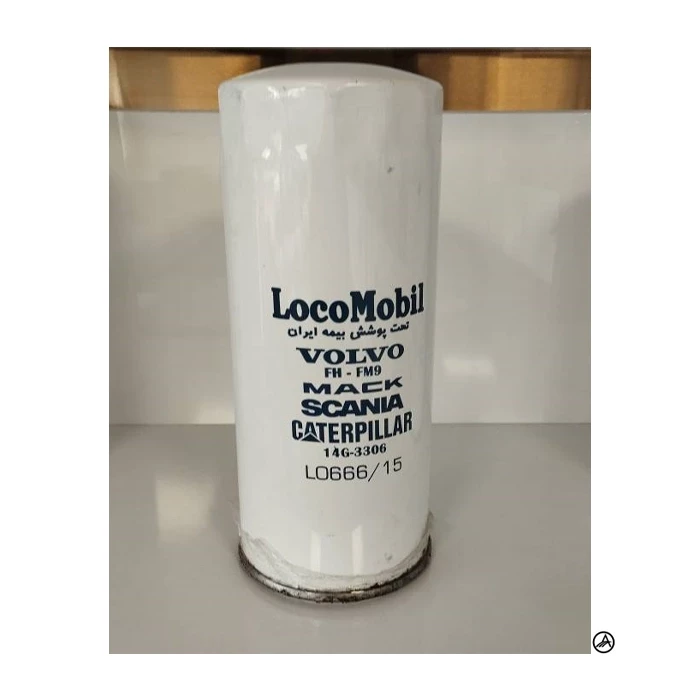 LocoMobil
تحت پوشش بیمه ایران
VOLVO
FH - FM9
MACK
SCANIA
CATERPILLAR
14G-3306
LO666/15